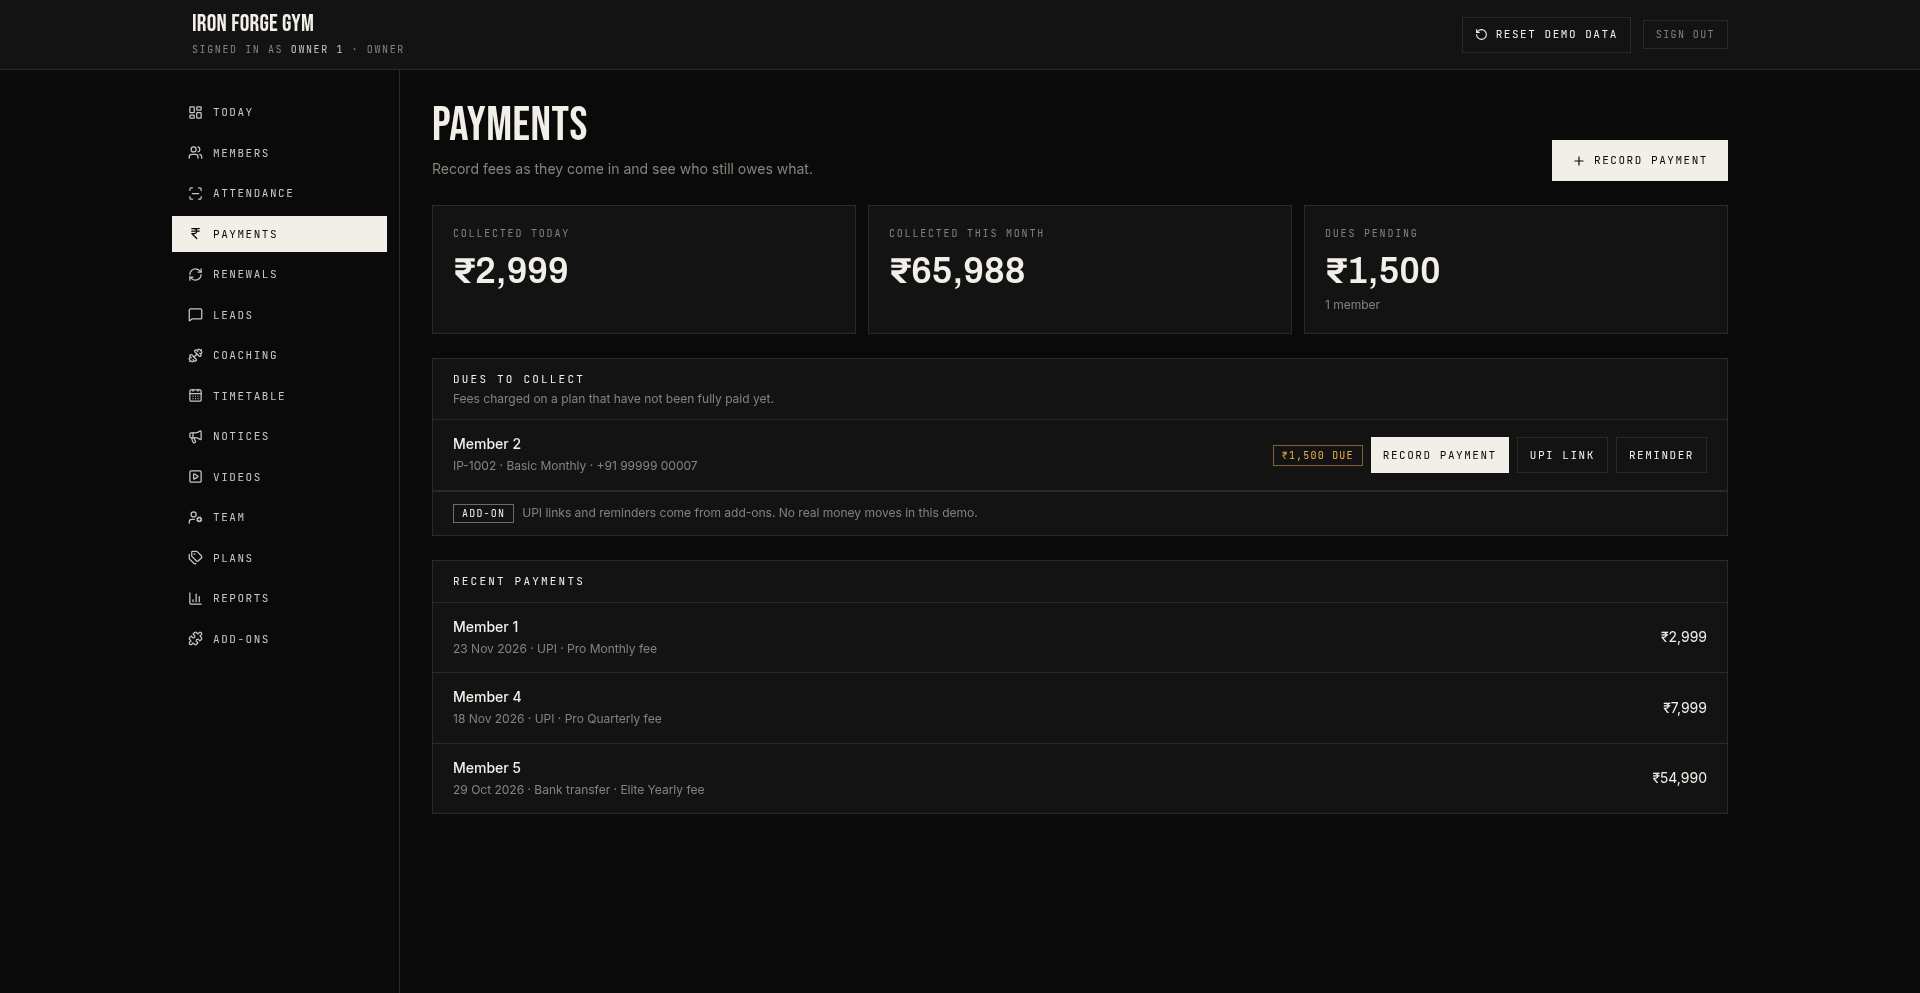 IRON FORGE GYM
SIGNED IN AS OWNER 1 · OWNER
RESET DEMO DATA
SIGN OUT
TODAY
MEMBERS
ATTENDANCE
PAYMENTS
RENEWALS
LEADS
COACHING
TIMETABLE
NOTICES
VIDEOS
TEAM
PLANS
REPORTS
ADD-ONS
PAYMENTS
Record fees as they come in and see who still owes what.
+ RECORD PAYMENT
COLLECTED TODAY
₹2,999
COLLECTED THIS MONTH
₹65,988
DUES PENDING
₹1,500
1 member
DUES TO COLLECT
Fees charged on a plan that have not been fully paid yet.
Member 2
IP-1002 · Basic Monthly · +91 99999 00007
₹1,500 DUE
RECORD PAYMENT
UPI LINK
REMINDER
ADD-ON UPI links and reminders come from add-ons. No real money moves in this demo.
RECENT PAYMENTS
Member 1
23 Nov 2026 · UPI · Pro Monthly fee
₹2,999
Member 4
18 Nov 2026 · UPI · Pro Quarterly fee
₹7,999
Member 5
29 Oct 2026 · Bank transfer · Elite Yearly fee
₹54,990